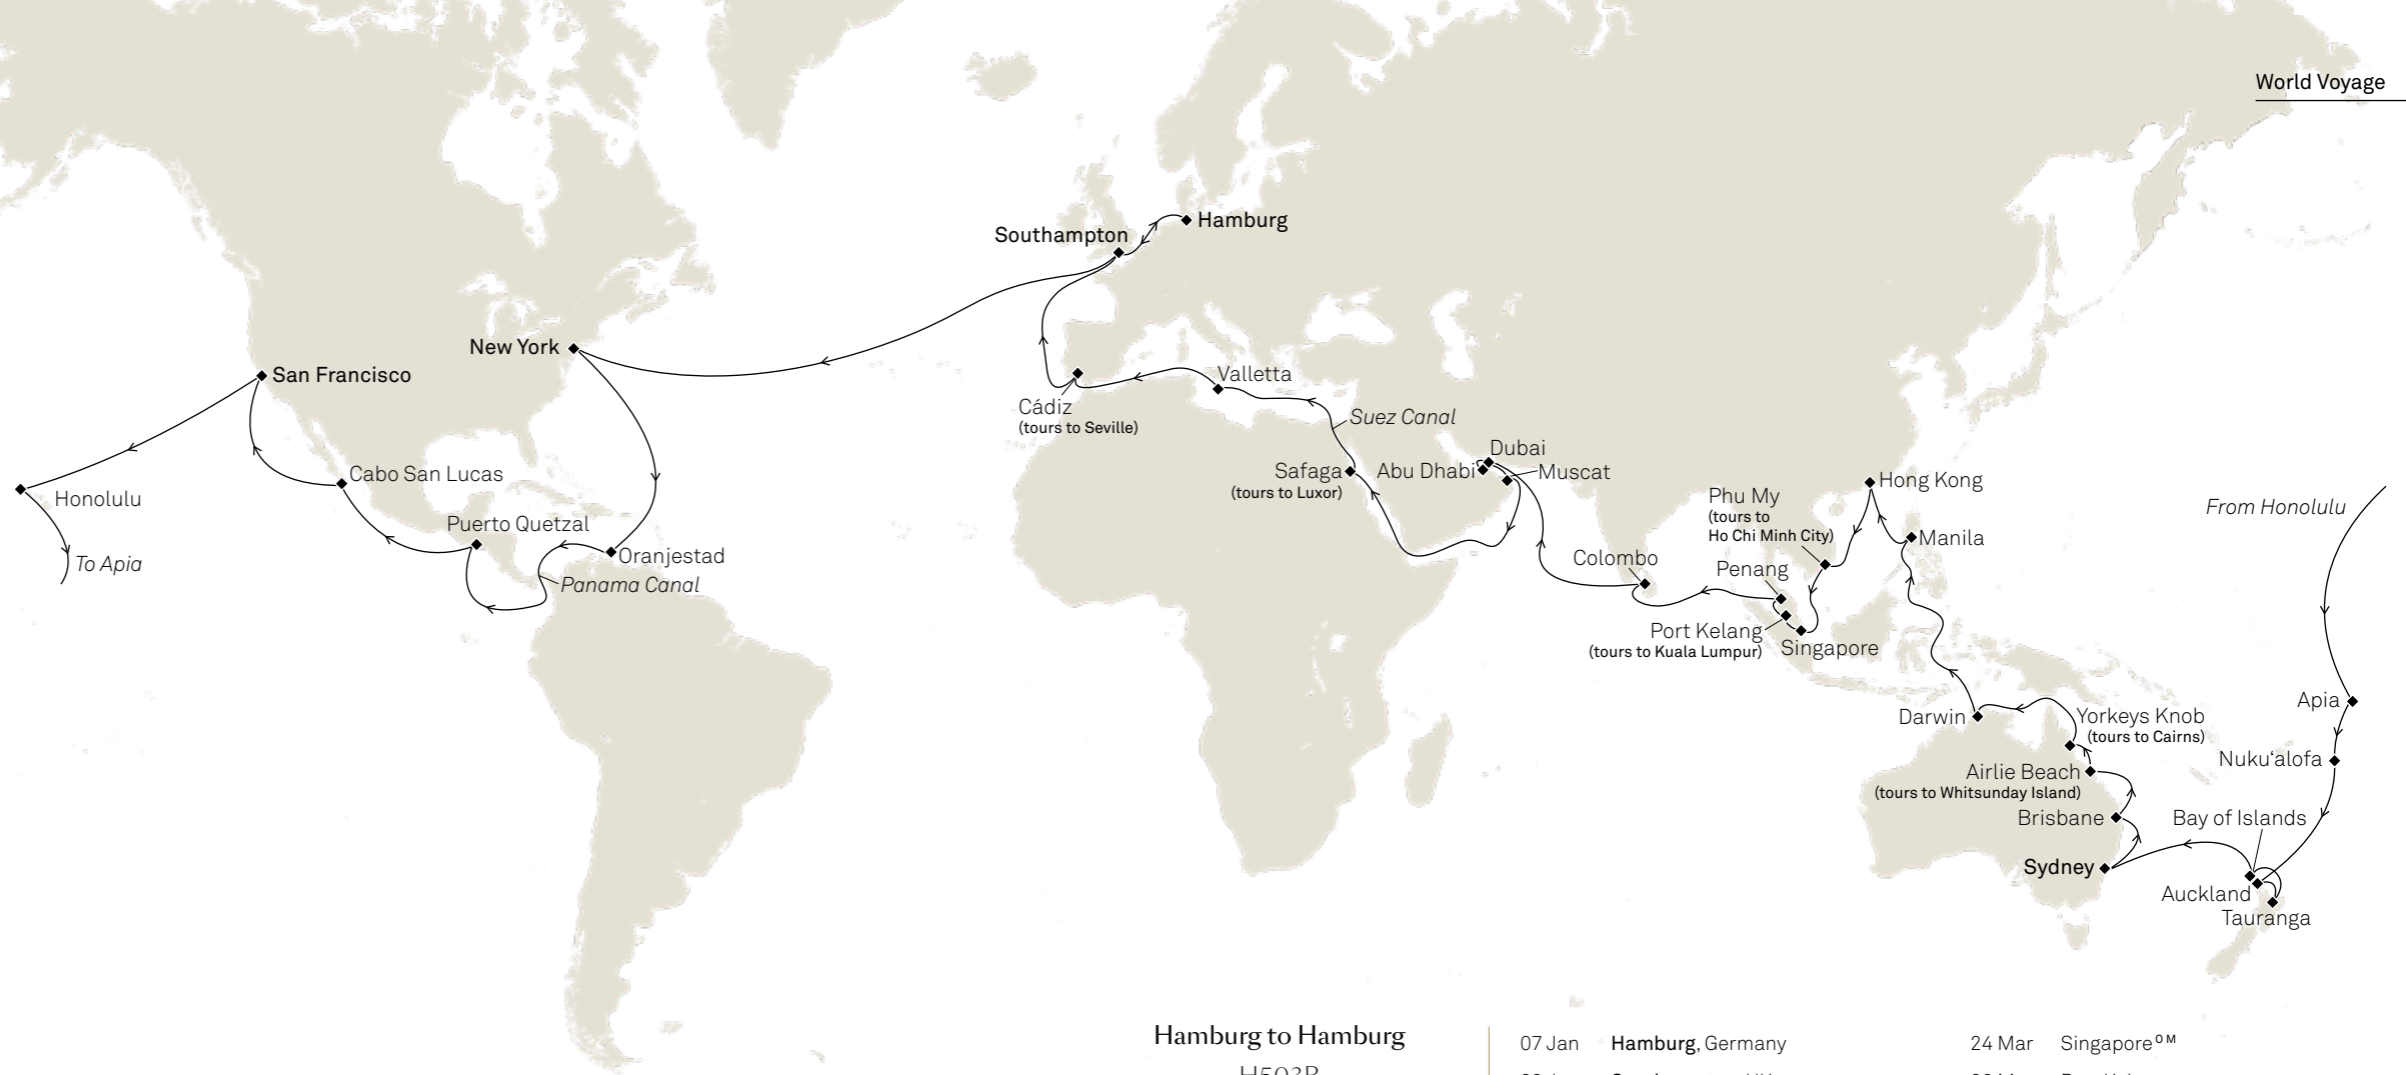 World Voyage
Southampton
Hamburg
New York
San Francisco
Valletta
Cádiz
(tours to Seville)
Suez Canal
Dubai
Safaga
(tours to Luxor)
Abu Dhabi
Muscat
Hong Kong
Cabo San Lucas
Honolulu
Phu My
(tours to
Ho Chi Minh City)
From Honolulu
Puerto Quetzal
Manila
To Apia
Oranjestad
Colombo
Penang
Panama Canal
Port Kelang
(tours to Kuala Lumpur)
Singapore
Apia
Darwin
Yorkeys Knob
(tours to Cairns)
Nuku‘alofa
Airlie Beach
(tours to Whitsunday Island)
Brisbane
Bay of Islands
Sydney
Auckland
Tauranga
Hamburg to Hamburg
07 Jan Hamburg, Germany
24 Mar Singapore O M